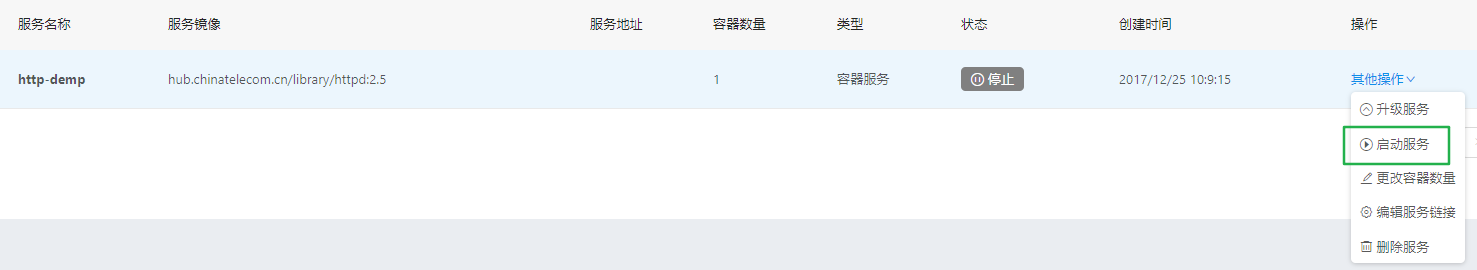 服务名称 服务镜像 服务地址 容器数量 类型 状态 创建时间 操作
http-demp hub.chinatelecom.cn/library/httpd:2.5 1 容器服务 停止 2017/12/25 10:9:15 其他操作
升级服务
启动服务
更改容器数量
编辑服务链接
删除服务